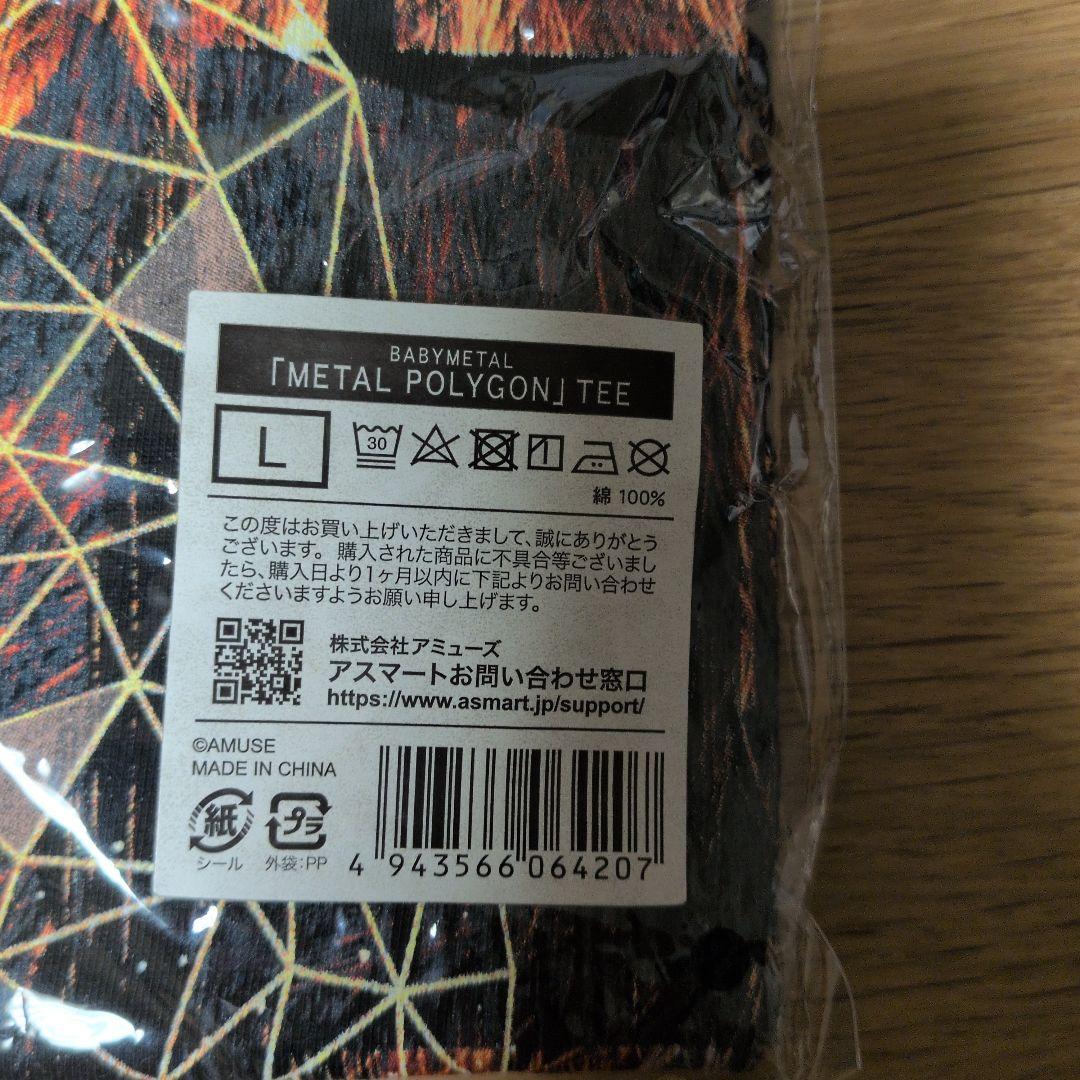 BABYMETAL
「METAL POLYGON」TEE
L
30
綿 100%
この度はお買い上げいただきまして、誠にありがとう
ございます。購入された商品に不具合等ございまし
たら、購入日より1ヶ月以内に下記よりお問い合わせ
くださいますようお願い申し上げます。
株式会社アミューズ
アスマートお問い合わせ窓口
https://www.asmart.jp/support/
©AMUSE
MADE IN CHINA
紙
プラ
シール
外袋:PP
4 943566 064207